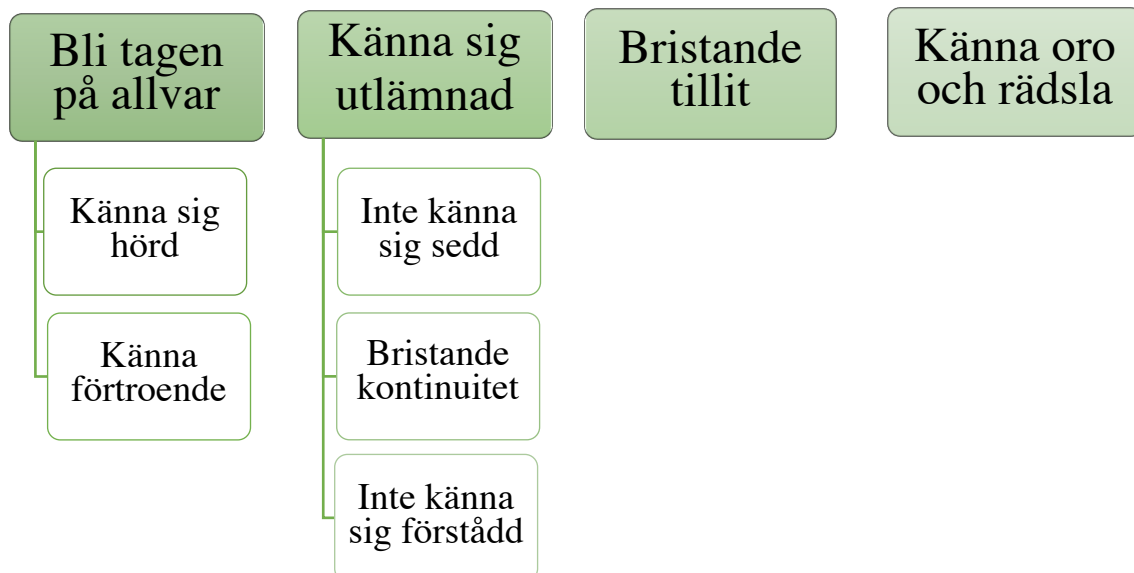 Bli tagen
på allvar
Känna sig
hörd
Känna
förtroende
Känna sig
utlämnad
Inte känna
sig sedd
Bristande
kontinuitet
Inte känna
sig förstådd
Bristande
tillit
Känna oro
och rädsla